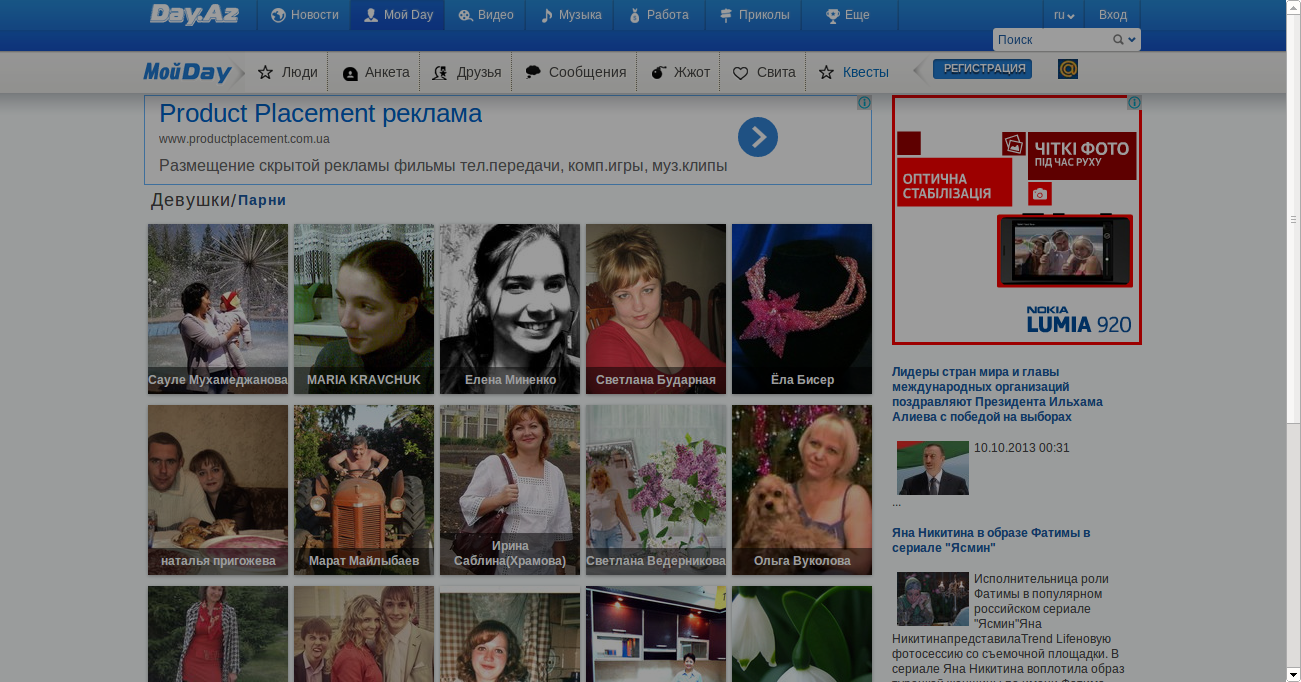 Day.Az
Новости
Мой Day
Видео
Музыка
Работа
Приколы
Еще
ru
Вход
Поиск
МойDay
Люди
Анкета
Друзья
Сообщения
Жжот
Свита
Квесты
РЕГИСТРАЦИЯ
@
Product Placement реклама
www.productplacement.com.ua
Размещение скрытой рекламы фильмы тел.передачи, комп.игры, муз.клипы
Девушки/Парни
Сауле Мухамеджанова
MARIA KRAVCHUK
Елена Миненко
Светлана Бударная
Ёла Бисер
наталья пригожева
Марат Майлыбаев
Ирина
Саблина(Храмова)
Светлана Ведерникова
Ольга Вуколова
ЧІТКІ ФОТО
ПІД ЧАС РУХУ
ОПТИЧНА
СТАБІЛІЗАЦІЯ
NOKIA
LUMIA 920
Лидеры стран мира и главы
международных организаций
поздравляют Президента Ильхама
Алиева с победой на выборах
10.10.2013 00:31
...
Яна Никитина в образе Фатимы в
сериале "Ясмин"
Исполнительница роли
Фатимы в популярном
российском сериале
"Ясмин"Яна
НикитинапредставилаTrend Lifeновую
фотосессию со съемочной площадки. В
сериале Яна Никитина воплотила образ